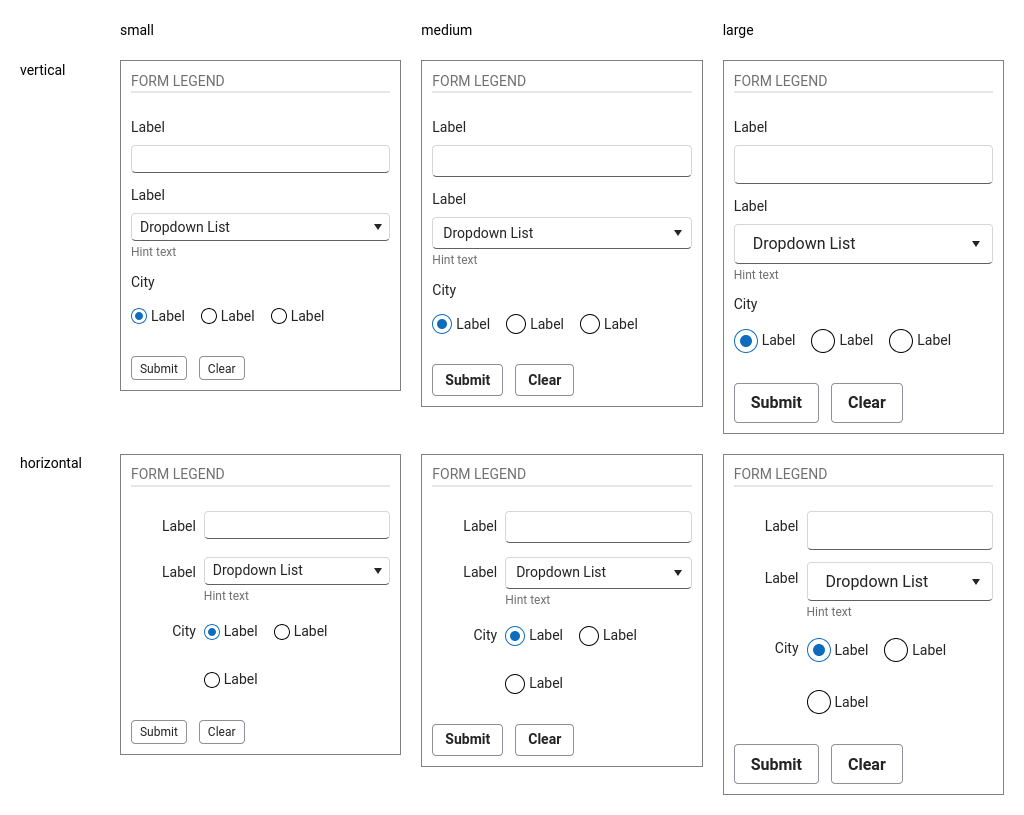 small medium large
vertical
FORM LEGEND
Label
Label
Dropdown List
Hint text
City
Label Label Label
Submit Clear
FORM LEGEND
Label
Label
Dropdown List
Hint text
City
Label Label Label
Submit Clear
FORM LEGEND
Label
Label
Dropdown List
Hint text
City
Label Label Label
Submit Clear
horizontal
FORM LEGEND
Label
Label Dropdown List
Hint text
City Label Label
Label
Submit Clear
FORM LEGEND
Label
Label Dropdown List
Hint text
City Label Label
Label
Submit Clear
FORM LEGEND
Label
Label Dropdown List
Hint text
City Label Label
Label
Submit Clear